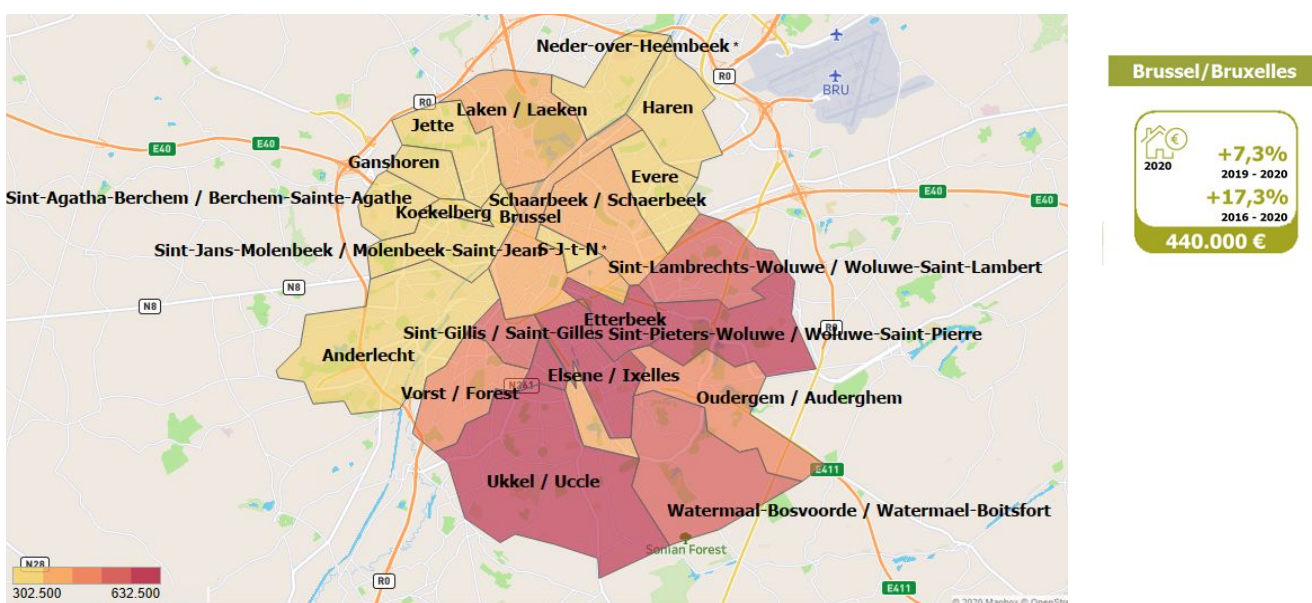 Neder-over-Heembeek *
R0
BRU
Brussel/Bruxelles
R0
Laken / Laeken
Haren
Jette
E40
E40
Ganshoren
Evere
2020
+7,3%
2019 - 2020
+17,3%
2016 - 2020
440.000 €
Sint-Agatha-Berchem / Berchem-Sainte-Agathe
Schaarbeek / Schaerbeek
E40
E40
Koekelberg
Brussel
Sint-Jans-Molenbeek / Molenbeek-Saint-Jean
S-J-t-N *
Sint-Lambrechts-Woluwe / Woluwe-Saint-Lambert
N8
N8
Etterbeek
Sint-Gillis / Saint-Gilles
Sint-Pieters-Woluwe / Woluwe-Saint-Pierre
R0
Anderlecht
Elsene / Ixelles
N261
Vorst / Forest
Oudergem / Auderghem
E411
Ukkel / Uccle
Watermaal-Bosvoorde / Watermael-Boitsfort
Sonian Forest
N28
R0
E411
302.500
632.500
© 2020 Mapbox © OpenStre